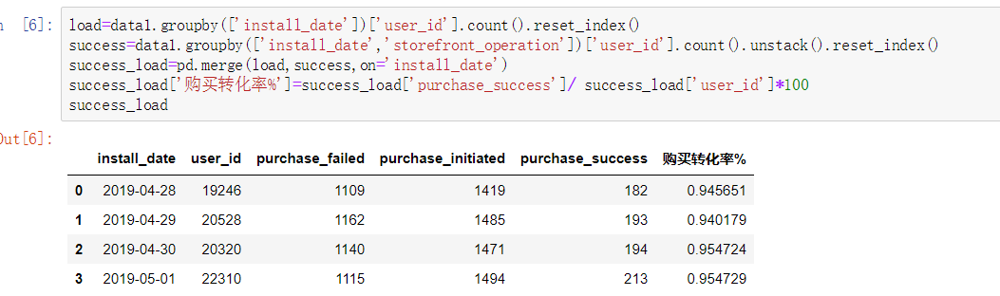 [6]:
load=data1.groupby(['install_date'])['user_id'].count().reset_index()
success=data1.groupby(['install_date','storefront_operation'])['user_id'].count().unstack().reset_index()
success_load=pd.merge(load,success,on='install_date')
success_load['购买转化率%']=success_load['purchase_success']/ success_load['user_id']*100
success_load
Out[6]:
install_date user_id purchase_failed purchase_initiated purchase_success 购买转化率%
0 2019-04-28 19246 1109 1419 182 0.945651
1 2019-04-29 20528 1162 1485 193 0.940179
2 2019-04-30 20320 1140 1471 194 0.954724
3 2019-05-01 22310 1115 1494 213 0.954729